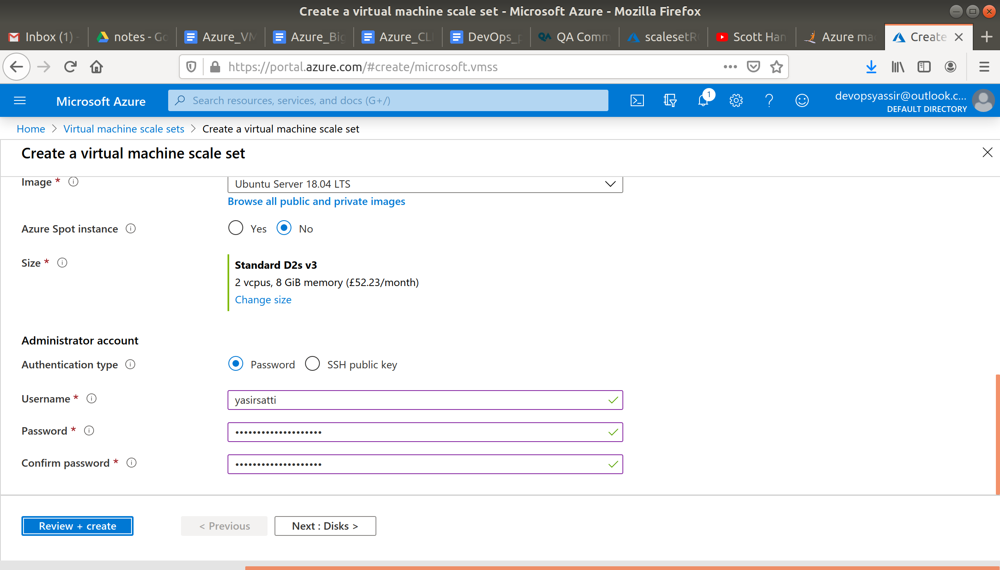 Create a virtual machine scale set - Microsoft Azure - Mozilla Firefox
Inbox (1) -
notes - Go
Azure_VM
Azure_Big
Azure_CLI
DevOps_p
QA Comm
scalesetR
Scott Han
Azure mac
Create
https://portal.azure.com/#create/microsoft.vmss
Microsoft Azure
Search resources, services, and docs (G+/)
1
devopsyassir@outlook.c...
DEFAULT DIRECTORY
Home > Virtual machine scale sets > Create a virtual machine scale set
Create a virtual machine scale set
Image *
Ubuntu Server 18.04 LTS
Browse all public and private images
Azure Spot instance
Yes No
Size *
Standard D2s v3
2 vcpus, 8 GiB memory (£52.23/month)
Change size
Administrator account
Authentication type
Password SSH public key
Username *
yasirsatti
Password *
••••••••••••••••••••
Confirm password *
••••••••••••••••••••
Review + create
< Previous
Next : Disks >